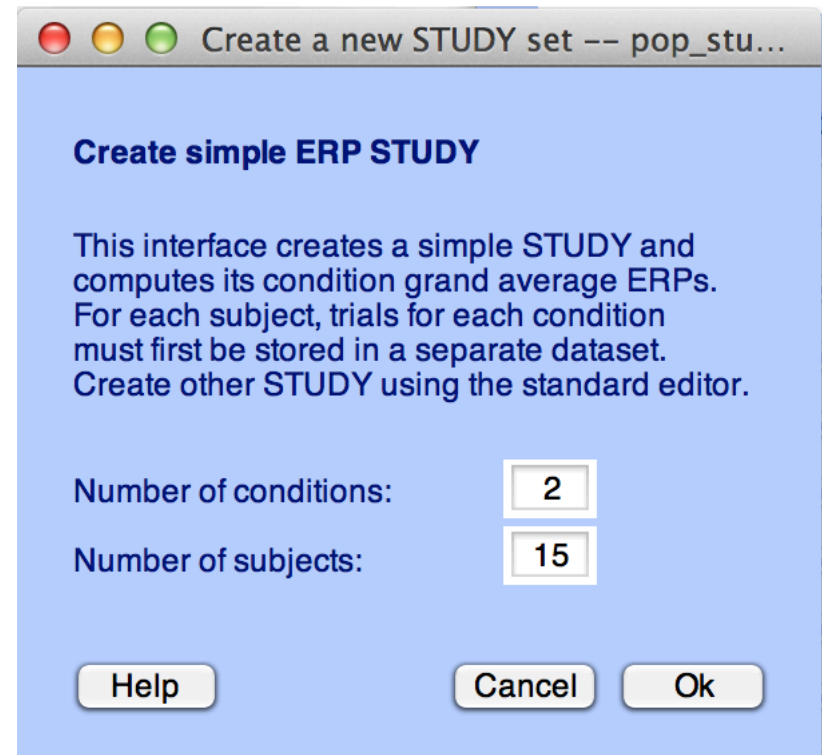 Create a new STUDY set -- pop_stu...
Create simple ERP STUDY
This interface creates a simple STUDY and
computes its condition grand average ERPs.
For each subject, trials for each condition
must first be stored in a separate dataset.
Create other STUDY using the standard editor.
Number of conditions: 2
Number of subjects: 15
Help Cancel Ok